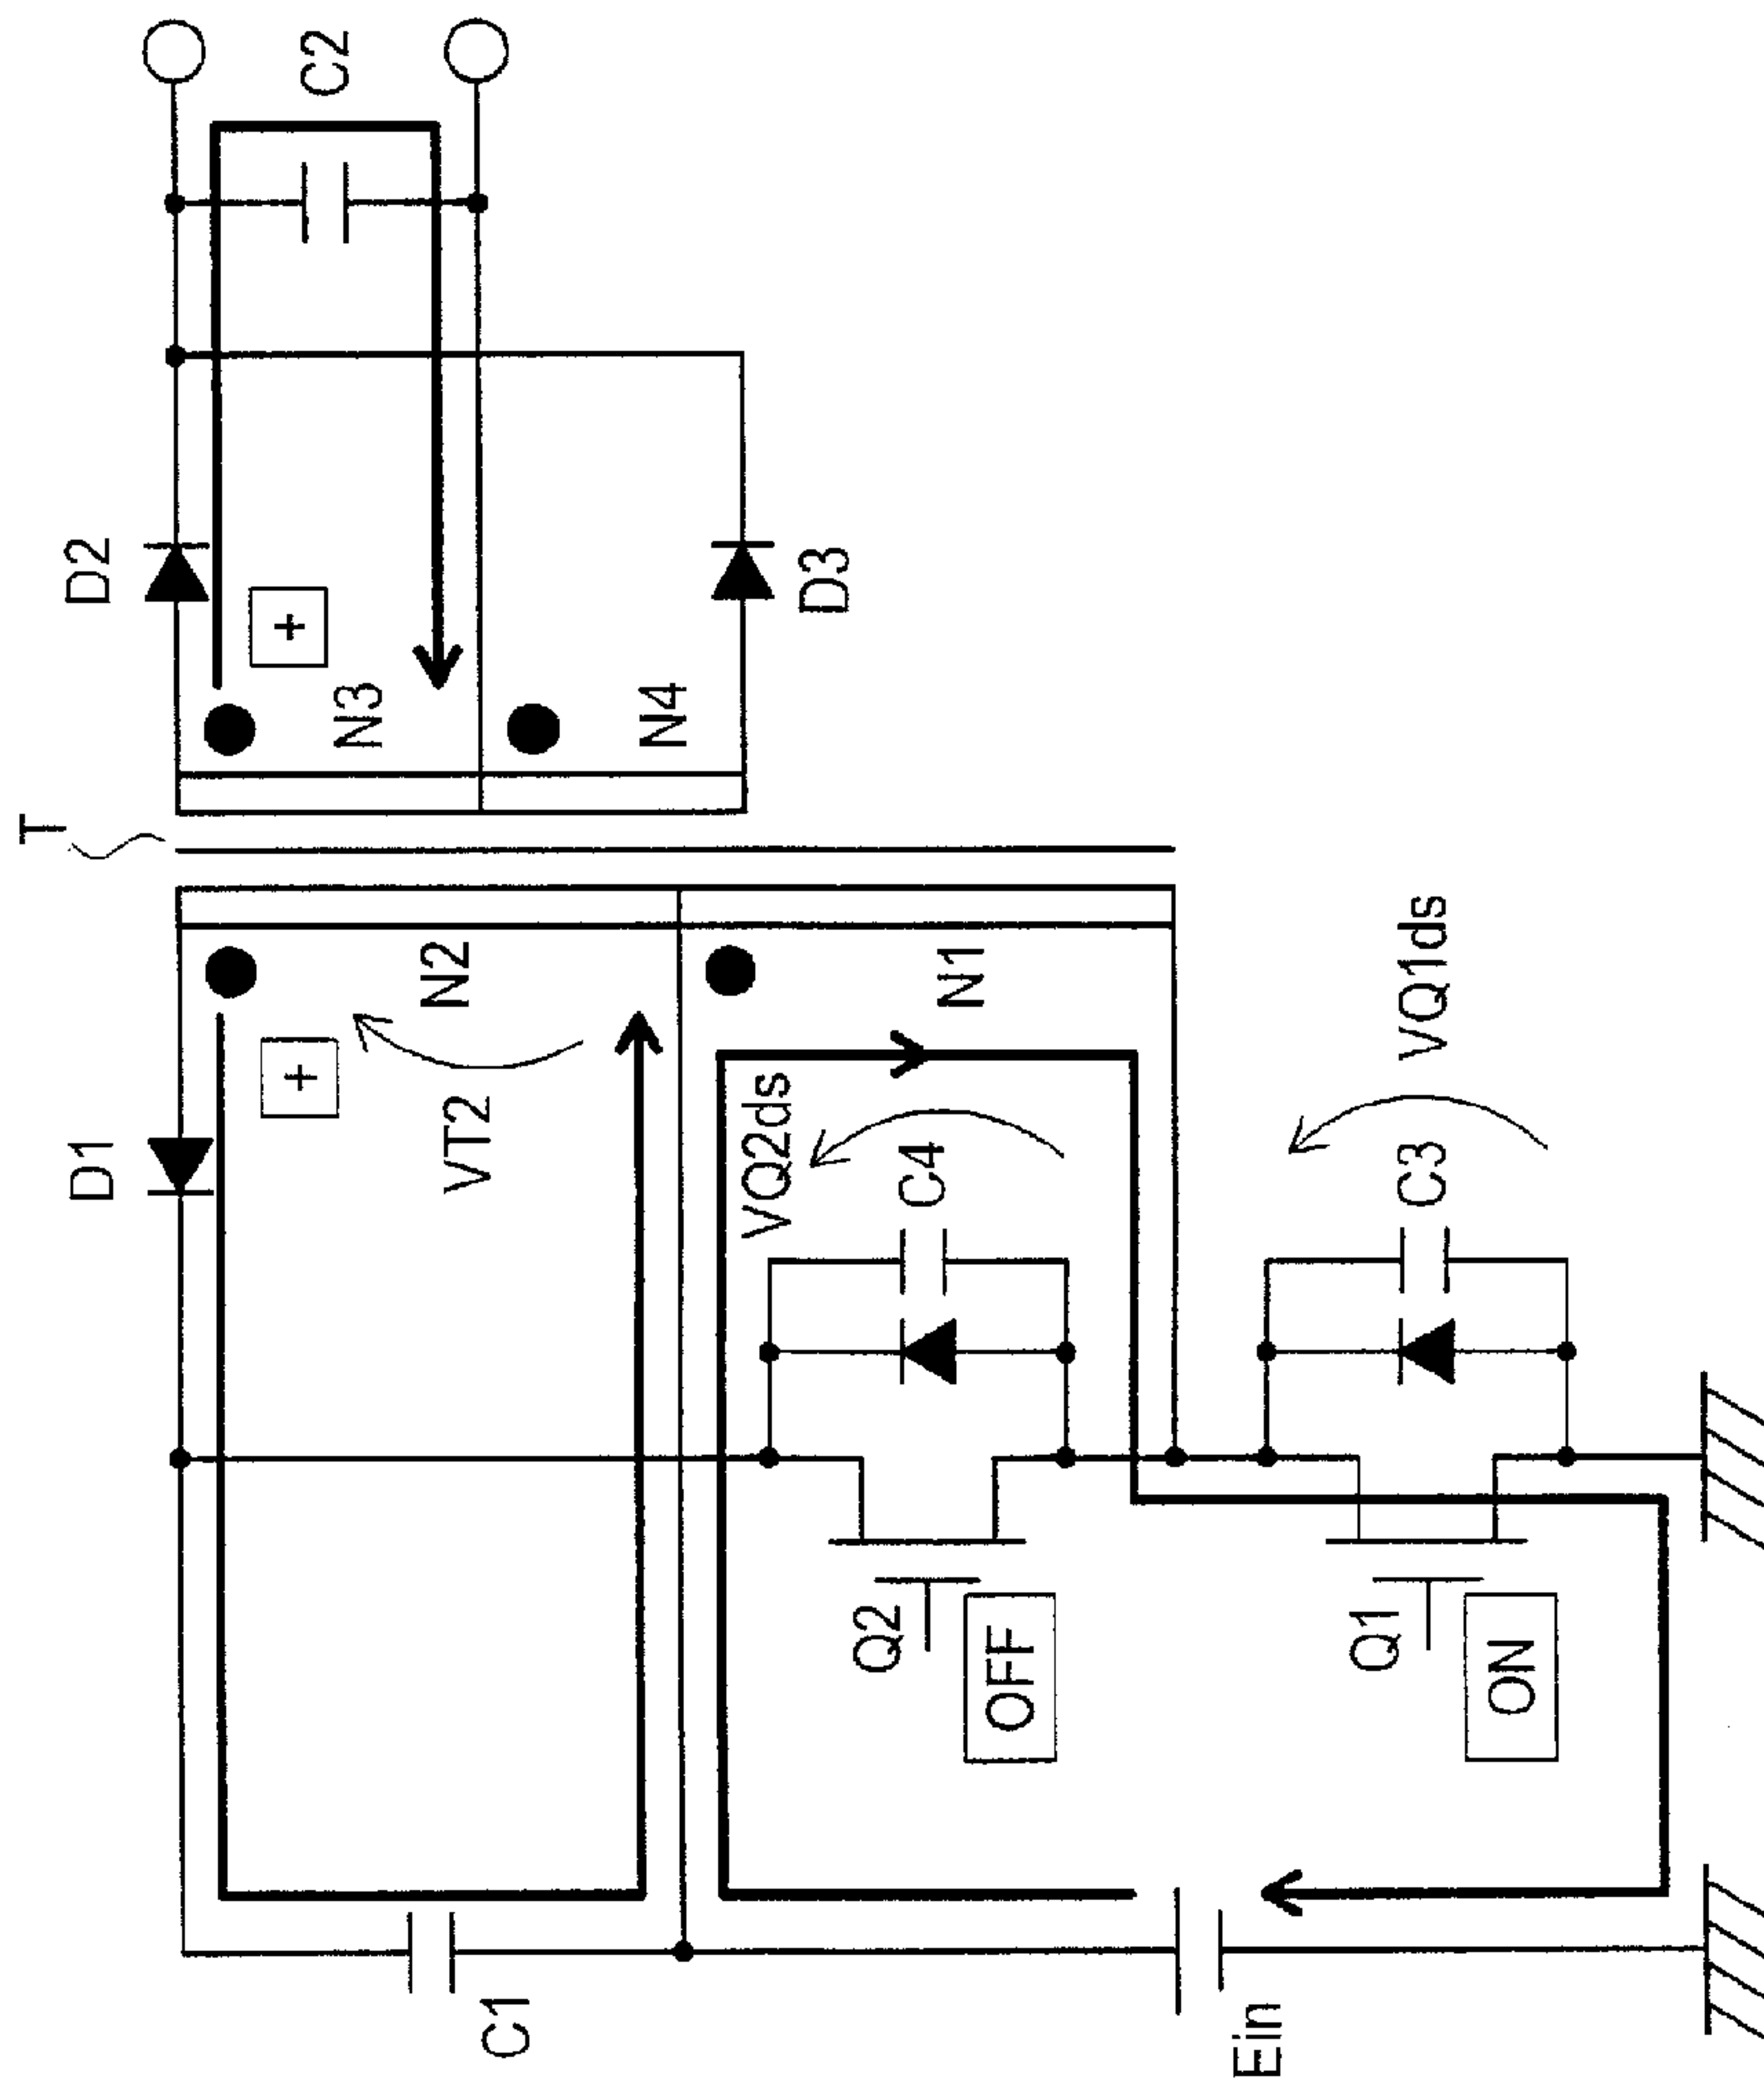 T
D1
D2
C2
+
+
N2
N3
VT2
C1
N4
D3
VQ2ds
N1
C4
Q2
OFF
VQ1ds
C3
Q1
ON
Ein